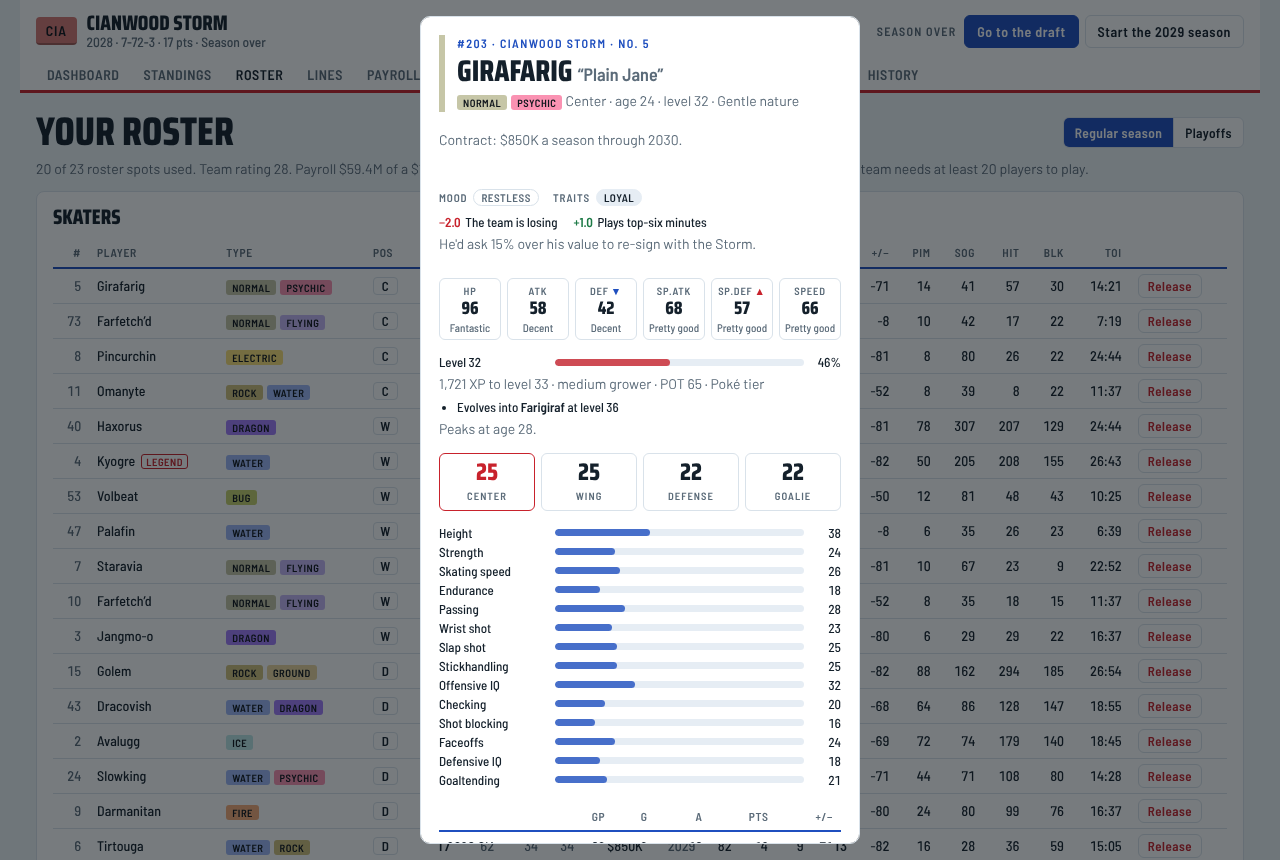 CIA
CIANWOOD STORM
2028 · 7-72-3 · 17 pts · Season over
SEASON OVER
Go to the draft
Start the 2029 season
DASHBOARD STANDINGS ROSTER LINES PAYROLL
HISTORY
YOUR ROSTER
Regular season Playoffs
20 of 23 roster spots used. Team rating 28. Payroll $59.4M of a $
team needs at least 20 players to play.
SKATERS
# PLAYER TYPE POS +/− PIM SOG HIT BLK TOI
5 Girafarig NORMAL PSYCHIC C -71 14 41 57 30 14:21 Release
73 Farfetch’d NORMAL FLYING C -8 10 42 17 22 7:19 Release
8 Pincurchin ELECTRIC C -81 8 80 26 22 24:44 Release
11 Omanyte ROCK WATER C -52 8 39 8 22 11:37 Release
40 Haxorus DRAGON W -81 78 307 207 129 24:44 Release
4 Kyogre LEGEND WATER W -82 50 205 208 155 26:43 Release
53 Volbeat BUG W -50 12 81 48 43 10:25 Release
47 Palafin WATER W -8 6 35 26 23 6:39 Release
7 Staravia NORMAL FLYING W -81 10 67 23 9 22:52 Release
10 Farfetch’d NORMAL FLYING W -52 8 35 18 15 11:37 Release
3 Jangmo-o DRAGON W -80 6 29 29 22 16:37 Release
15 Golem ROCK GROUND D -82 88 162 294 185 26:54 Release
43 Dracovish WATER DRAGON D -68 64 86 128 147 18:55 Release
2 Avalugg ICE D -69 72 74 179 140 18:45 Release
24 Slowking WATER PSYCHIC D -71 44 71 108 80 14:28 Release
9 Darmanitan FIRE D -80 24 80 99 76 16:37 Release
6 Tirtouga WATER ROCK D -82 16 28 36 59 15:05 Release
#203 · CIANWOOD STORM · NO. 5
GIRAFARIG “Plain Jane”
NORMAL PSYCHIC Center · age 24 · level 32 · Gentle nature
Contract: $850K a season through 2030.
MOOD RESTLESS TRAITS LOYAL
−2.0 The team is losing +1.0 Plays top-six minutes
He'd ask 15% over his value to re-sign with the Storm.
HP ATK DEF ▼ SP.ATK SP.DEF ▲ SPEED
96 58 42 68 57 66
Fantastic Decent Decent Pretty good Pretty good Pretty good
Level 32 46%
1,721 XP to level 33 · medium grower · POT 65 · Poké tier
• Evolves into Farigiraf at level 36
Peaks at age 28.
25 25 22 22
CENTER WING DEFENSE GOALIE
Height 38
Strength 24
Skating speed 26
Endurance 18
Passing 28
Wrist shot 23
Slap shot 25
Stickhandling 25
Offensive IQ 32
Checking 20
Shot blocking 16
Faceoffs 24
Defensive IQ 18
Goaltending 21
GP G A PTS +/−